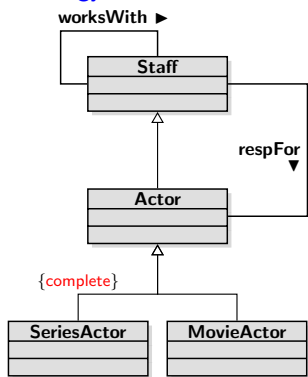 worksWith ►
Staff
respFor
▼
Actor
{complete}
SeriesActor
MovieActor